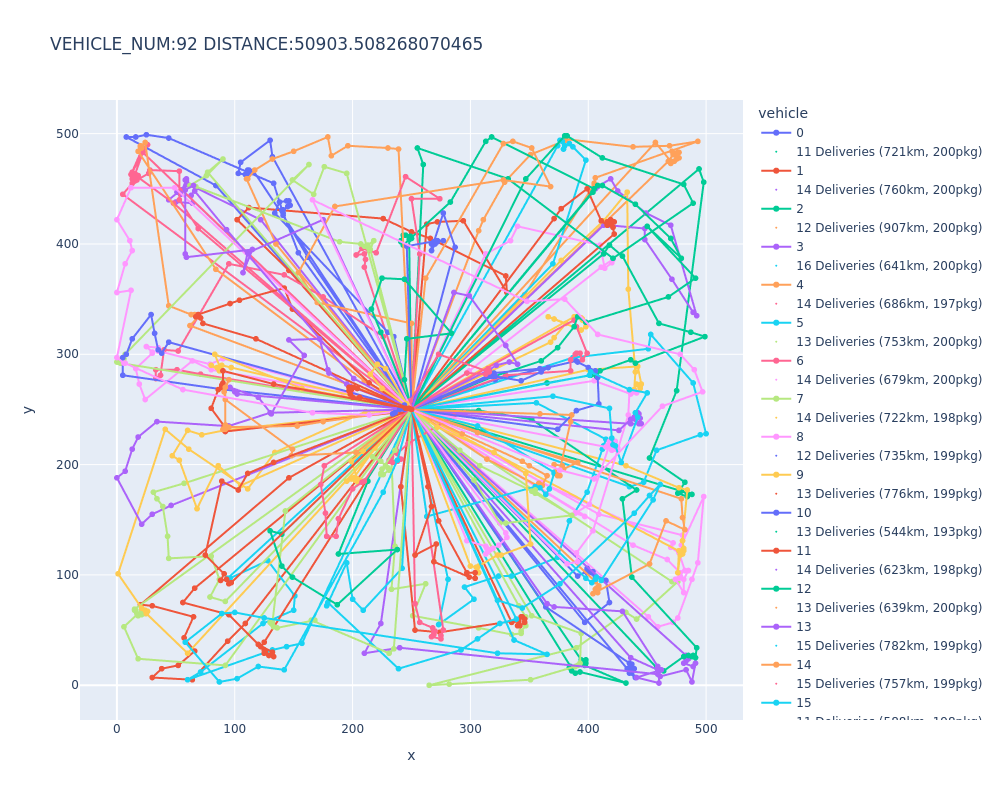 VEHICLE_NUM:92 DISTANCE:50903.508268070465
vehicle
0
11 Deliveries (721km, 200pkg)
1
14 Deliveries (760km, 200pkg)
2
12 Deliveries (907km, 200pkg)
3
16 Deliveries (641km, 200pkg)
4
14 Deliveries (686km, 197pkg)
5
13 Deliveries (753km, 200pkg)
6
14 Deliveries (679km, 200pkg)
7
14 Deliveries (722km, 198pkg)
8
12 Deliveries (735km, 199pkg)
9
13 Deliveries (776km, 199pkg)
10
13 Deliveries (544km, 193pkg)
11
14 Deliveries (623km, 198pkg)
12
13 Deliveries (639km, 200pkg)
13
15 Deliveries (782km, 199pkg)
14
15 Deliveries (757km, 199pkg)
15
500
400
300
200
100
0
y
0
100
200
300
400
500
x